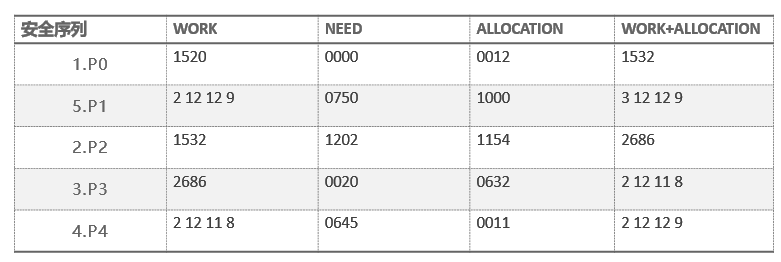 安全序列 WORK NEED ALLOCATION WORK+ALLOCATION
1.P0 1520 0000 0012 1532
5.P1 2 12 12 9 0750 1000 3 12 12 9
2.P2 1532 1202 1154 2686
3.P3 2686 0020 0632 2 12 11 8
4.P4 2 12 11 8 0645 0011 2 12 12 9